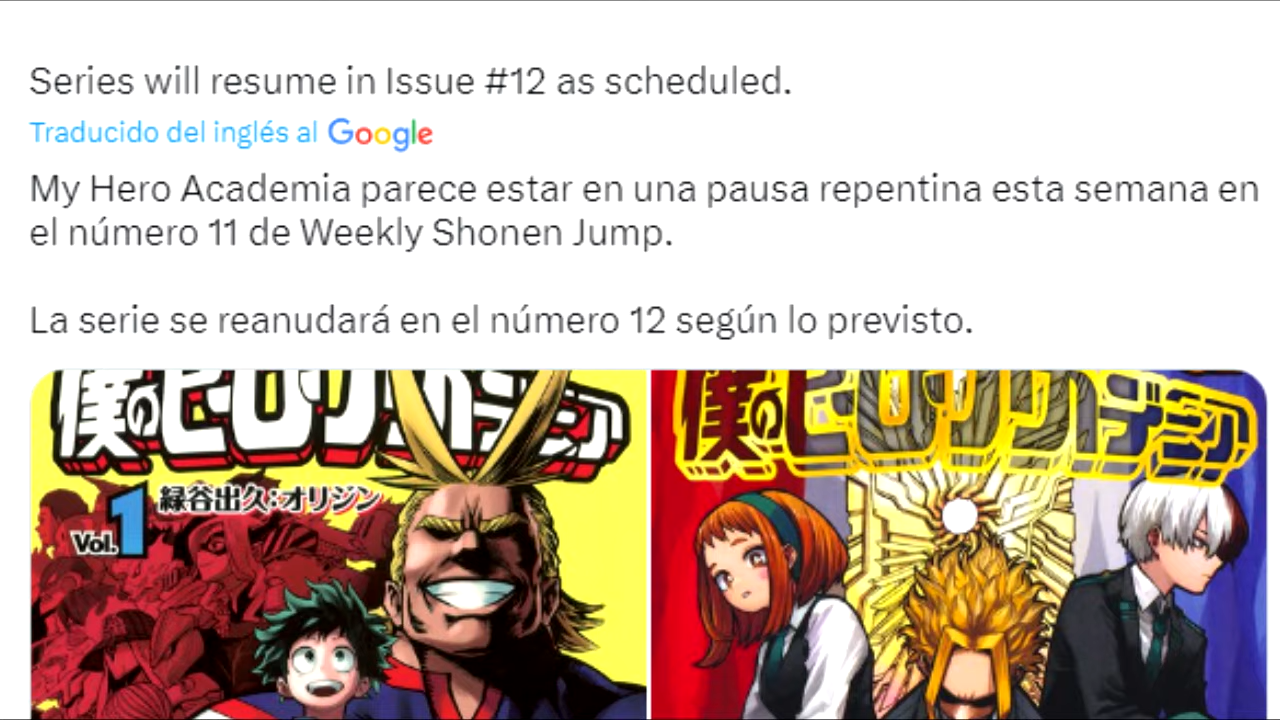 Series will resume in Issue #12 as scheduled.
Traducido del inglés al Google
My Hero Academia parece estar en una pausa repentina esta semana en
el número 11 de Weekly Shonen Jump.
La serie se reanudará en el número 12 según lo previsto.
僕のヒーローアカデミア
僕のヒーローアカデミア
Vol.1 緑谷出久:オリジン